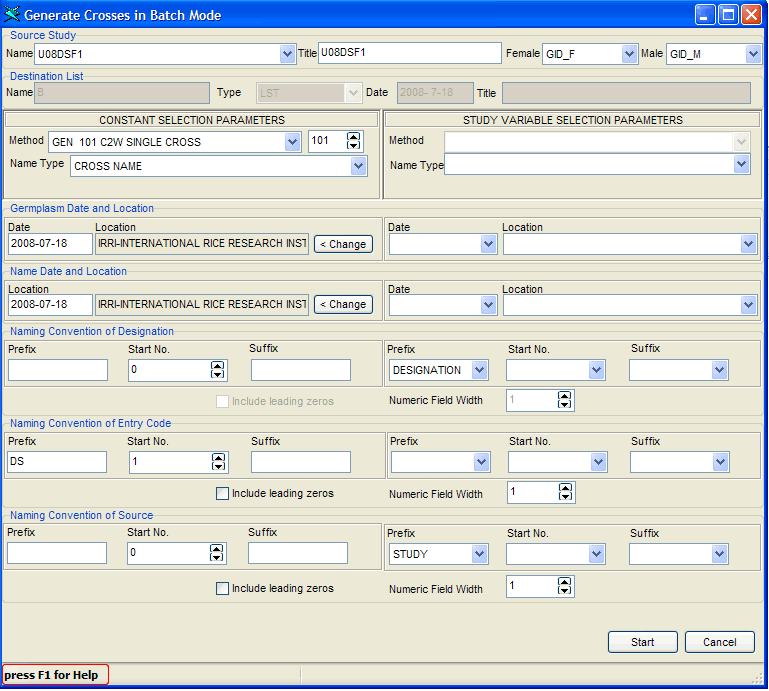 Generate Crosses in Batch Mode
Source Study
Name U08DSF1 Title U08DSF1 Female GID_F Male GID_M
Destination List
Name B Type LST Date 2008- 7-18 Title
CONSTANT SELECTION PARAMETERS STUDY VARIABLE SELECTION PARAMETERS
Method GEN 101 C2W SINGLE CROSS 101 Method
Name Type CROSS NAME Name Type
Germplasm Date and Location
Date Location Date Location
2008-07-18 IRRI-INTERNATIONAL RICE RESEARCH INST < Change
Name Date and Location
Location Date Location
2008-07-18 IRRI-INTERNATIONAL RICE RESEARCH INST < Change
Naming Convention of Designation
Prefix Start No. Suffix Prefix Start No. Suffix
0 DESIGNATION
Include leading zeros Numeric Field Width 1
Naming Convention of Entry Code
Prefix Start No. Suffix Prefix Start No. Suffix
DS 1
Include leading zeros Numeric Field Width 1
Naming Convention of Source
Prefix Start No. Suffix Prefix Start No. Suffix
0 STUDY
Include leading zeros Numeric Field Width 1
Start Cancel
press F1 for Help